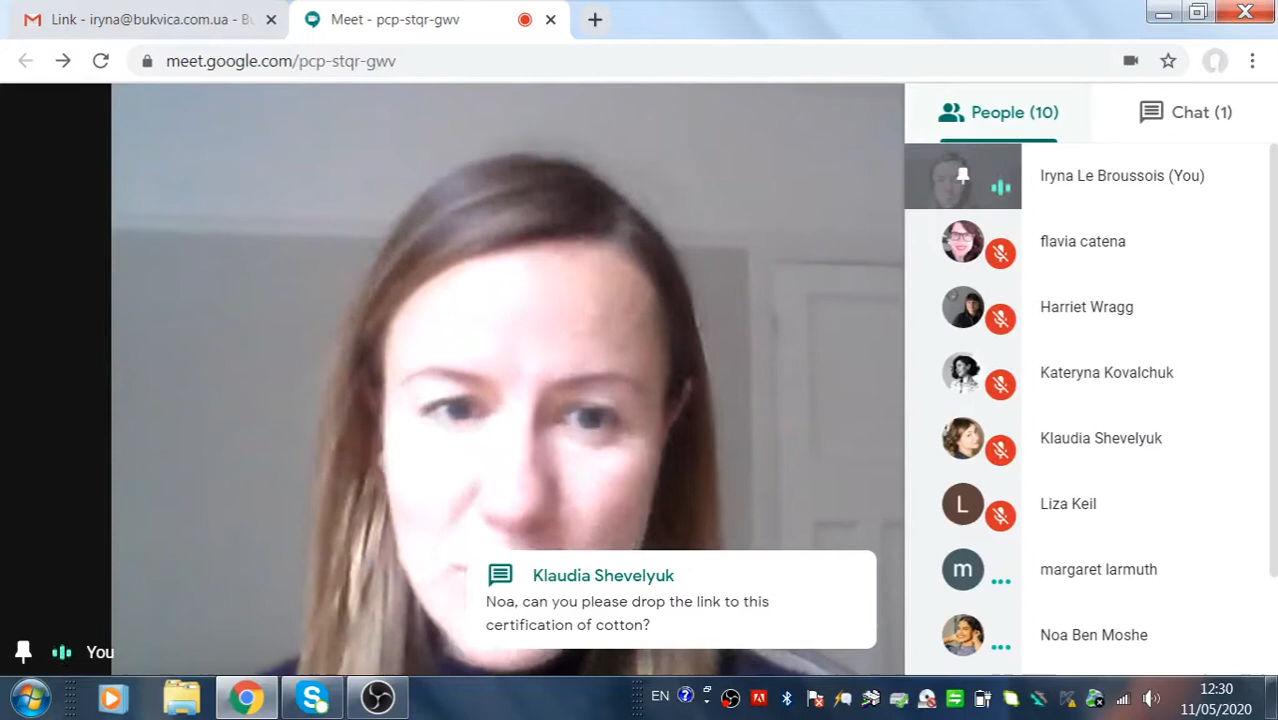 Link - iryna@bukvica.com.ua - Bu
Meet - pcp-stqr-gwv
meet.google.com/pcp-stqr-gwv
People (10)
Chat (1)
Iryna Le Broussois (You)
flavia catena
Harriet Wragg
Kateryna Kovalchuk
Klaudia Shevelyuk
L
Liza Keil
m
margaret larmuth
Noa Ben Moshe
Klaudia Shevelyuk
Noa, can you please drop the link to this
certification of cotton?
You
EN
12:30
11/05/2020